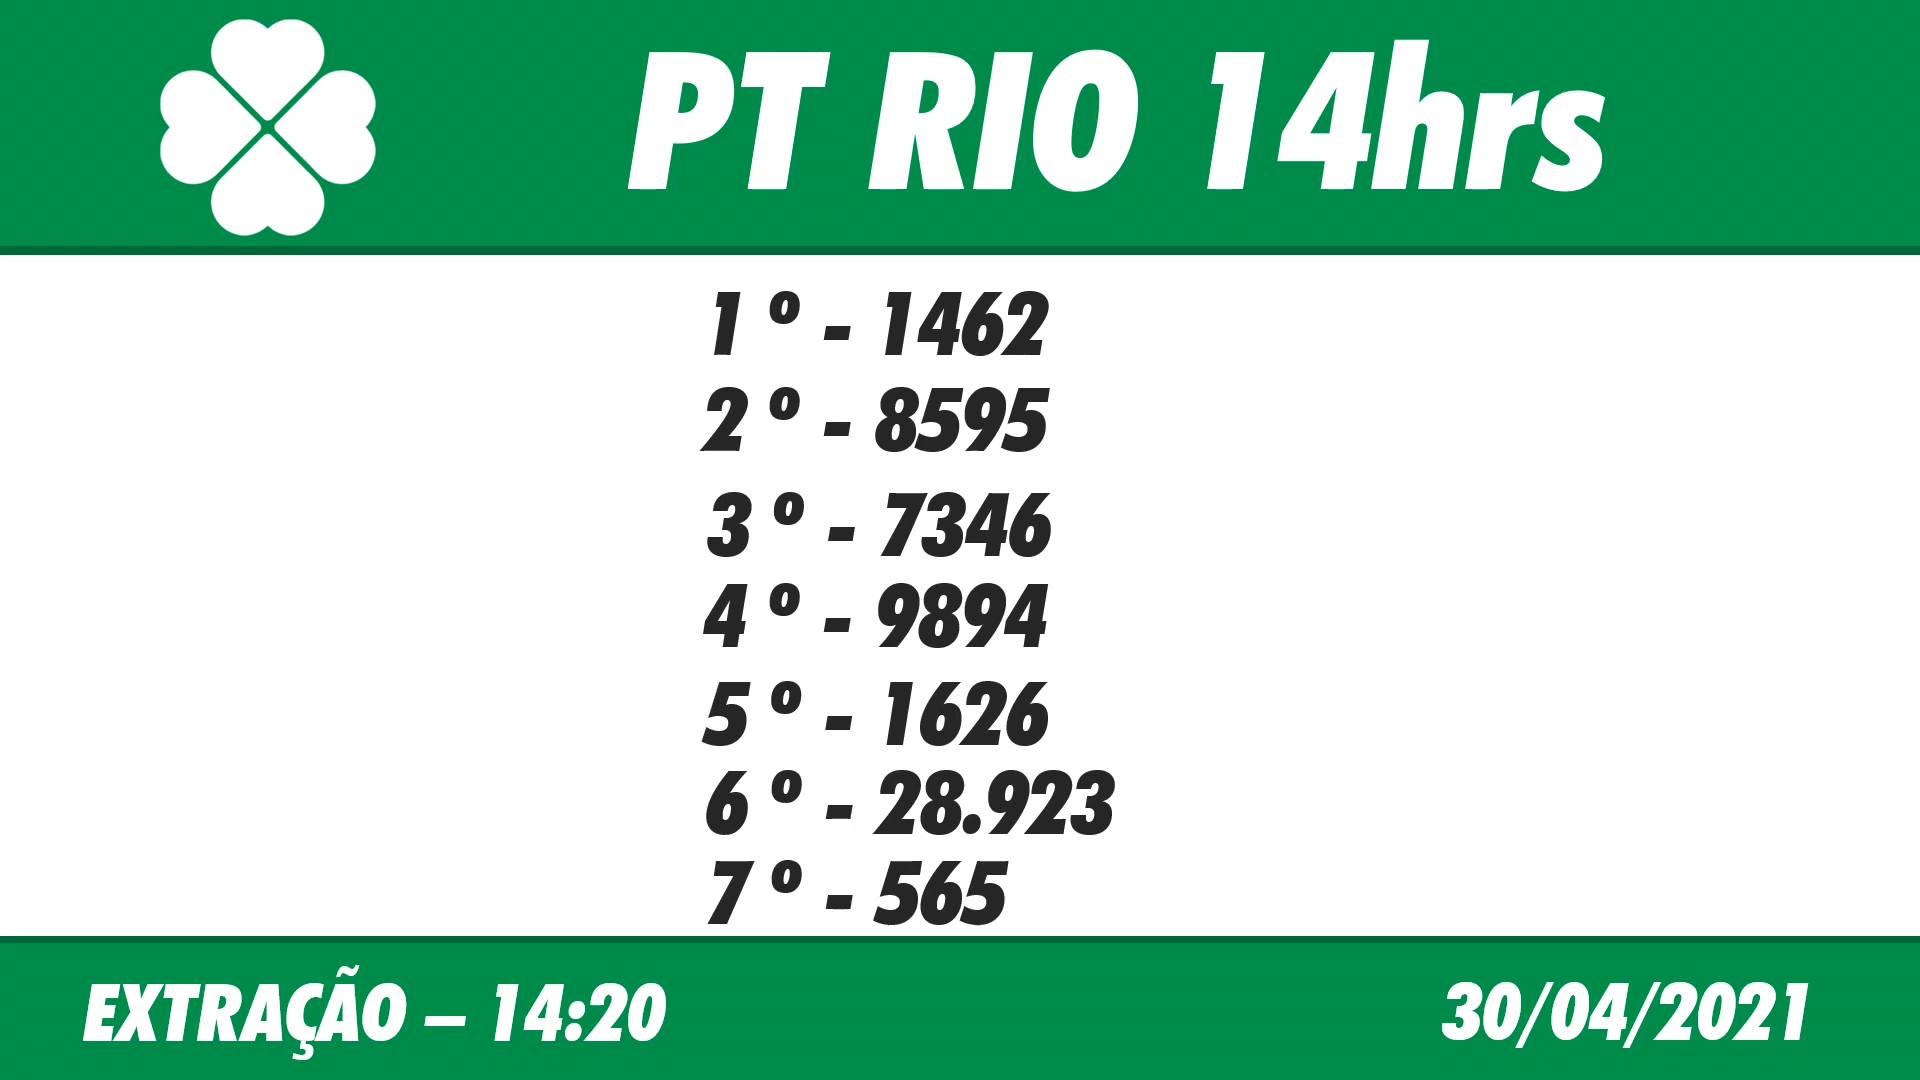 PT RIO 14hrs
1 º - 1462
2 º - 8595
3 º - 7346
4 º - 9894
5 º - 1626
6 º - 28.923
7 º - 565
EXTRAÇÃO – 14:20
30/04/2021